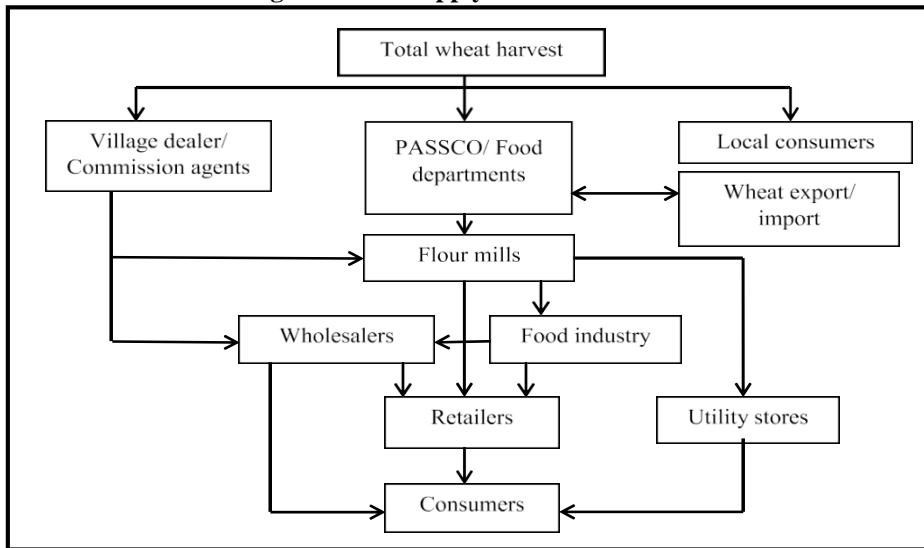 Total wheat harvest
Village dealer/
Commission agents
PASSCO/ Food
departments
Local consumers
Wheat export/
import
Flour mills
Wholesalers
Food industry
Retailers
Utility stores
Consumers